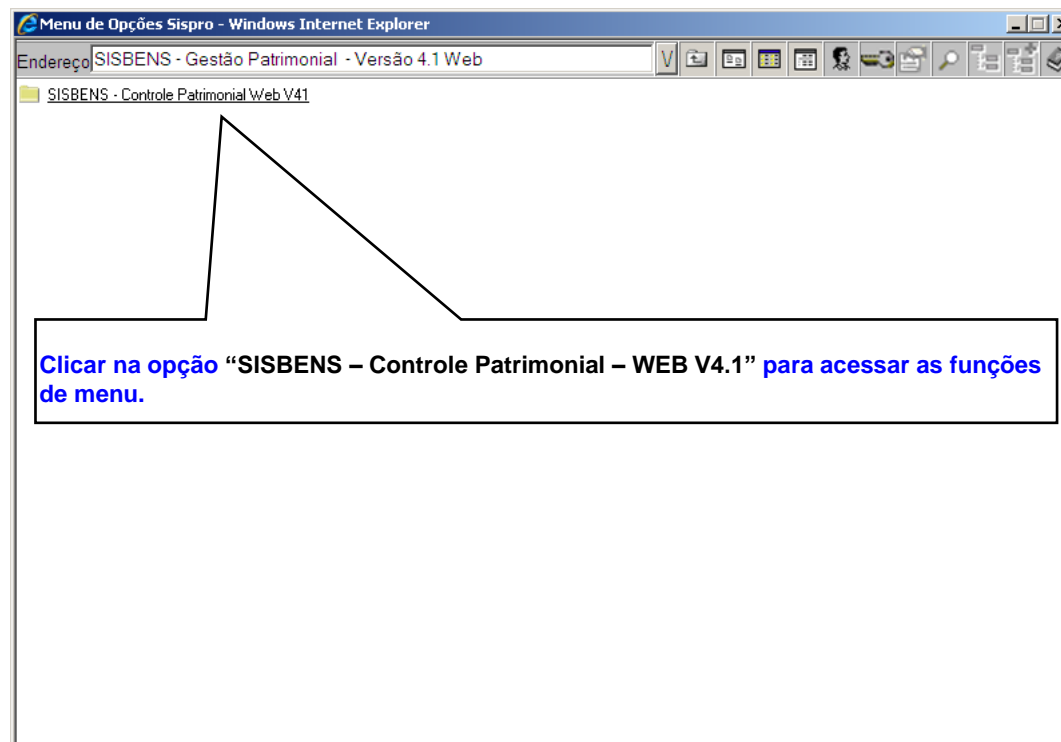 Menu de Opções Sispro - Windows Internet Explorer
Endereço SISBENS - Gestão Patrimonial - Versão 4.1 Web V
SISBENS - Controle Patrimonial Web V41
Clicar na opção “SISBENS – Controle Patrimonial – WEB V4.1” para acessar as funções
de menu.